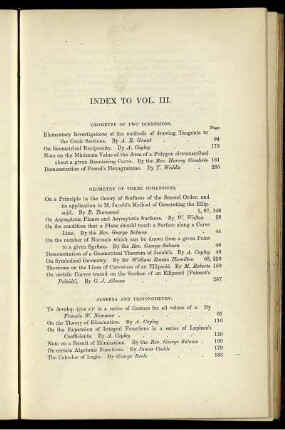 INDEX TO VOL. III.
GEOMETRY OF TWO DIMENSIONS.
Page
Elementary Investigations of the methods of drawing Tangents to
the Conic Sections. By A. R. Grant 94
On Geometrical Reciprocity. By A. Cayley 173
Note on the Minimum Value of the Area of a Polygon circumscribed
about a given Reentering Curve. By the Rev. Harvey Goodwin 181
Demonstration of Pascal's Hexagramme. By T. Weddle 285
GEOMETRY OF THREE DIMENSIONS.
On a Principle in the theory of Surfaces of the Second Order, and
its application to M. Jacobi's Method of Generating the Ellip-
soid. By R. Townsend 1, 97, 148
On Asymptotic Planes and Asymptotic Surfaces. By W. Walton 28
On the condition that a Plane should touch a Surface along a Curve
Line. By the Rev. George Salmon 44
On the number of Normals which can be drawn from a given Point
to a given Surface. By the Rev. George Salmon 46
Demonstration of a Geometrical Theorem of Jacobi's. By A. Cayley 48
On Symbolical Geometry. By Sir William Rowan Hamilton 68, 220
Theorems on the Lines of Curvature of an Ellipsoid. By M. Roberts 159
On certain Curves traced on the Surface of an Ellipsoid
By G. J. Allman 287
ALGEBRA AND TRIGONOMETRY.
in a series of Cosines for all values of n. By
Francis W. Newman
On the Theory of Elimination. By A. Cayley 116
On the Expansion of Integral Functions in a series of Laplace's
Coefficients. By A. Cayley 120
Note on a Result of Elimination. By the Rev. George Salmon 169
On certain Algebraic Functions. By James Cockle 179
The Calculus of Logic. By George Boole 183